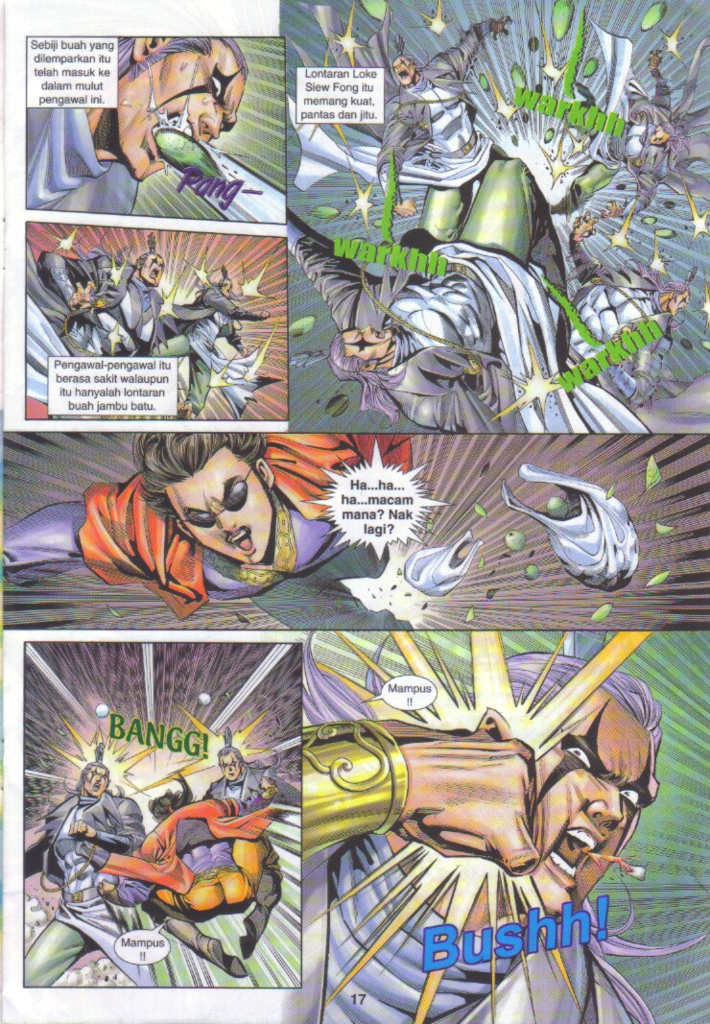 Sebiji buah yang
dilemparkan itu
telah masuk ke
dalam mulut
pengawal ini.
Pang
Lontaran Loke
Siew Fong itu
memang kuat,
pantas dan jitu.
warkhh
warkhh
warkhh
Pengawal-pengawal
berasa sakit walaupun
itu hanyalah lontaran
buah jambu batu.
Ha...ha...
ha...macam
mana? Nak
lagi?
BANGG!
Mampus
!!
Mampus
!!
Bushh!
17